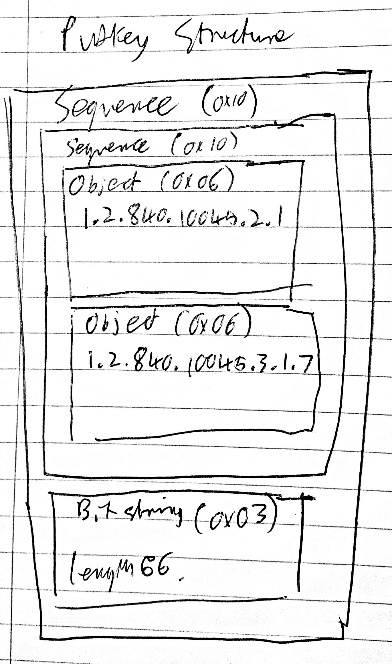 Pubkey Structure
Sequence (0x10)
Sequence (0x10)
Object (0x06)
1.2.840.10045.2.1
Object (0x06)
1.2.840.10045.3.1.7
Bit string (0x03)
length 66.